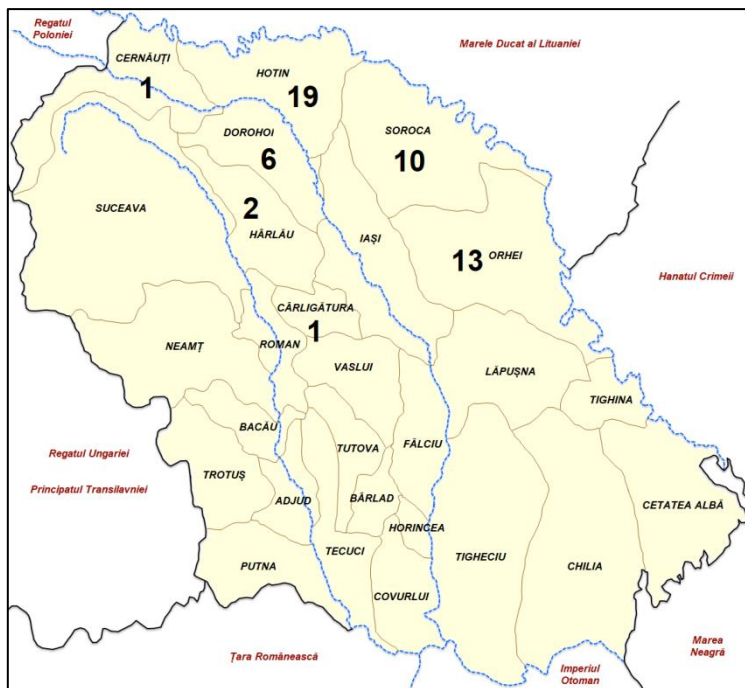 Regatul
Poloniei
Marele Ducat al Lituaniei
CERNĂUȚI
1
HOTIN
19
DOROHOI
6
SOROCA
10
SUCEAVA
2
HÂRLĂU
IAȘI
13
ORHEI
Hanatul Crimeii
CÂRLIGĂTURA
1
NEAMȚ
ROMAN
VASLUI
LĂPUȘNA
TIGHINA
BACĂU
TUTOVA
FĂLCIU
Regatul Ungariei
TROTUȘ
Principatul Transilavniei
ADJUD
BÂRLAD
CETATEA ALBĂ
HORINCEA
TECUCI
TIGHECIU
PUTNA
CHILIA
COVURLUI
Țara Românească
Marea
Neagră
Imperiul
Otoman